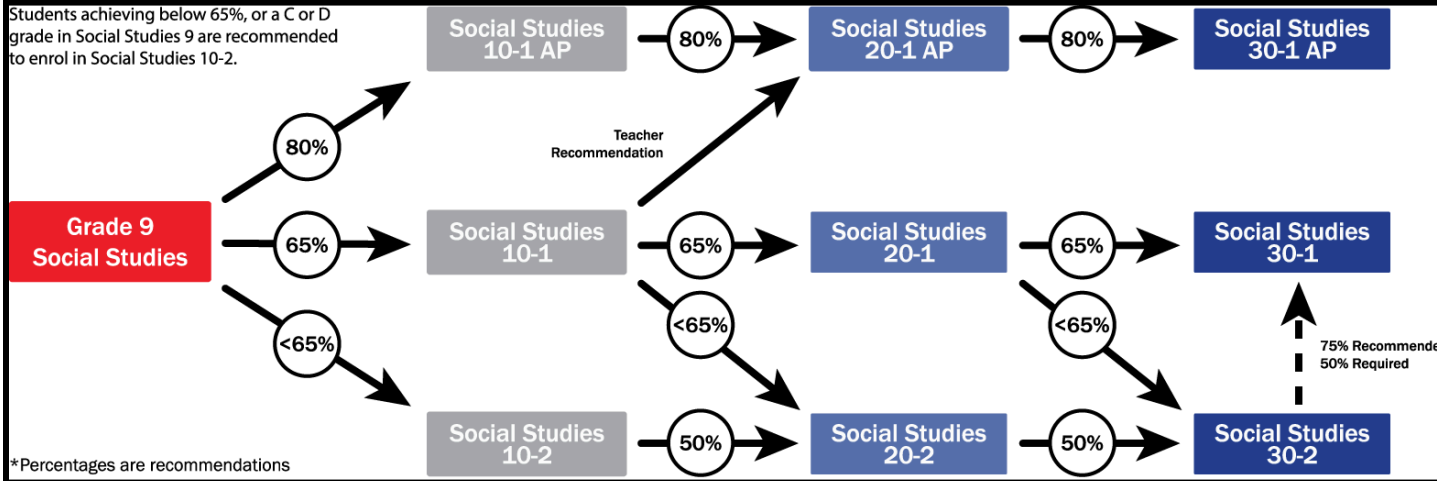 Students achieving below 65%, or a C or D
grade in Social Studies 9 are recommended
to enrol in Social Studies 10-2.
Social Studies
10-1 AP
80%
Social Studies
20-1 AP
80%
Social Studies
30-1 AP
80%
Teacher
Recommendation
Grade 9
Social Studies
65%
Social Studies
10-1
65%
Social Studies
20-1
65%
Social Studies
30-1
<65%
<65%
<65%
75% Recommende
50% Required
Social Studies
10-2
50%
Social Studies
20-2
50%
Social Studies
30-2
*Percentages are recommendations